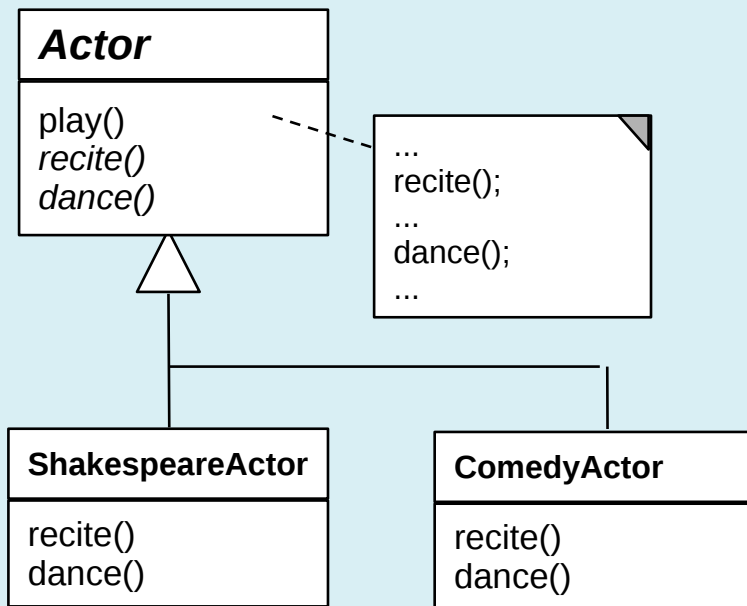 Actor
play()
recite()
dance()
...
recite();
...
dance();
...
ShakespeareActor
recite()
dance()
ComedyActor
recite()
dance()